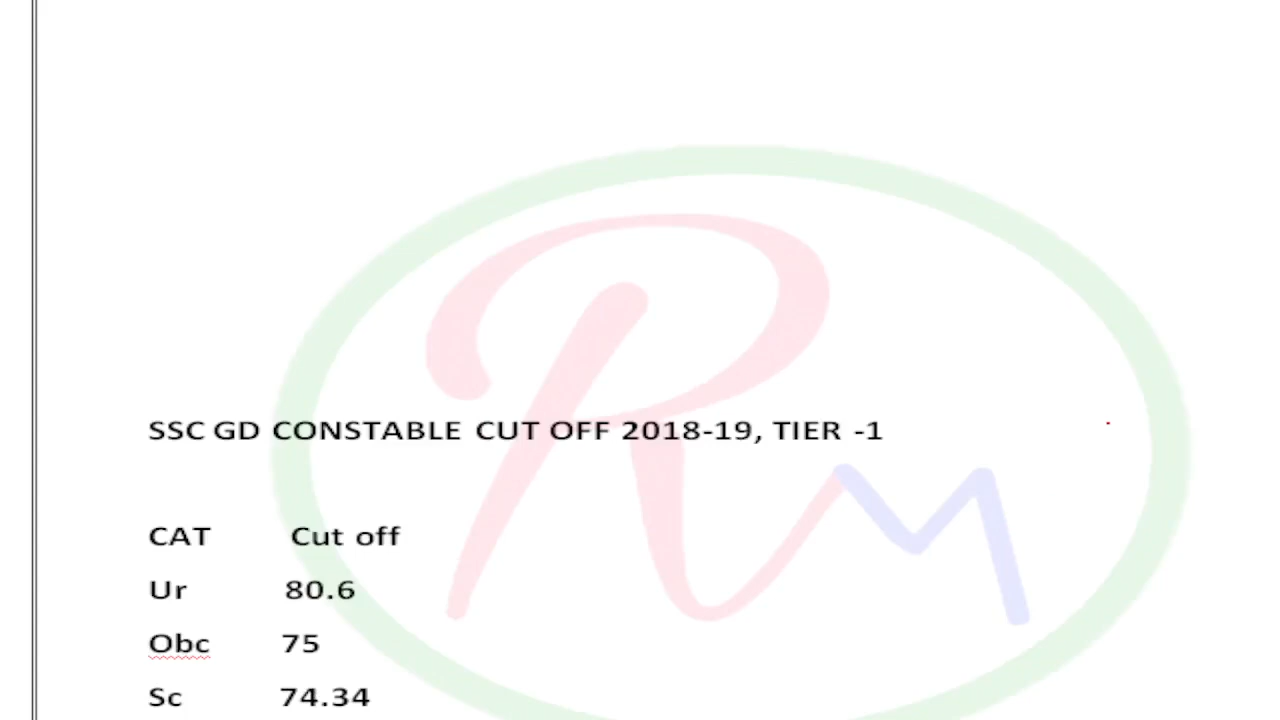 SSC GD CONSTABLE CUT OFF 2018-19, TIER -1
CAT Cut off
Ur 80.6
Obc 75
Sc 74.34